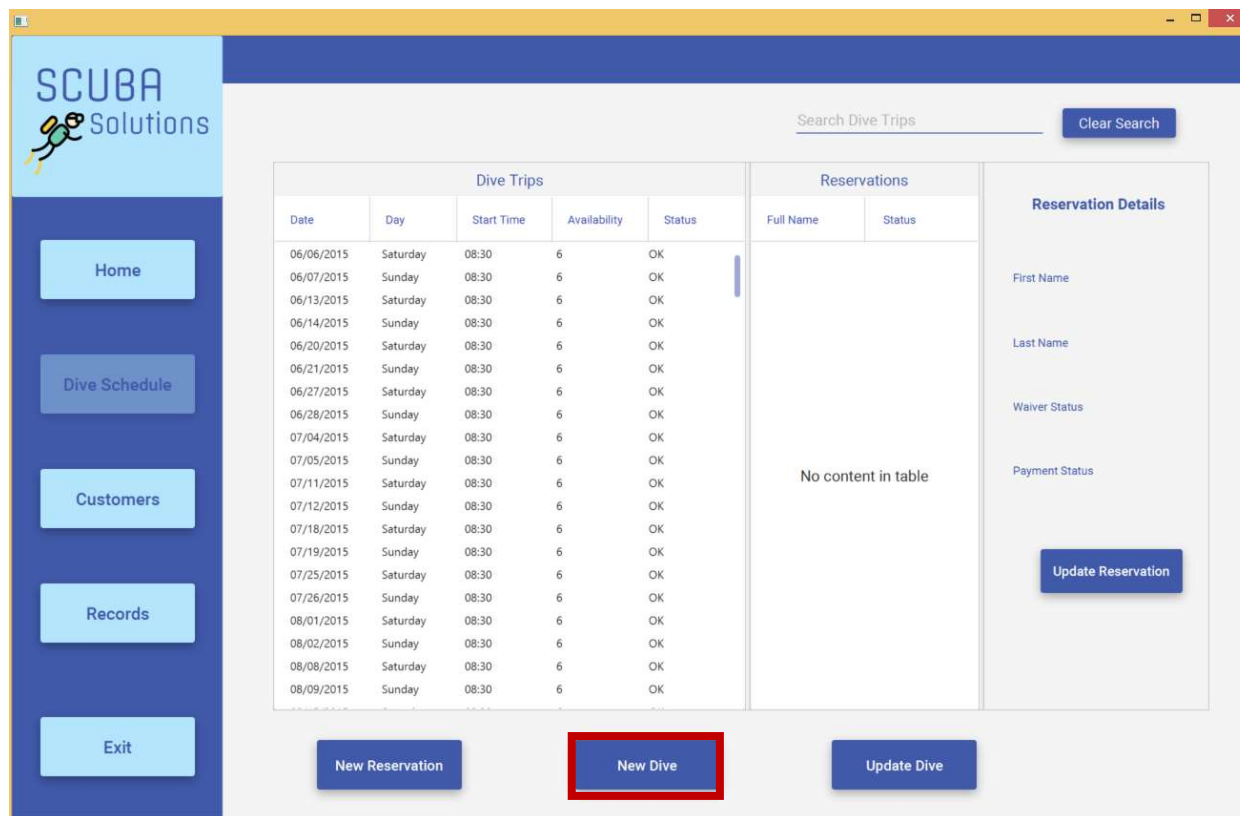 SCUBA
Solutions
Home
Dive Schedule
Customers
Records
Exit
Search Dive Trips
Clear Search
Dive Trips
Date Day Start Time Availability Status
06/06/2015 Saturday 08:30 6 OK
06/07/2015 Sunday 08:30 6 OK
06/13/2015 Saturday 08:30 6 OK
06/14/2015 Sunday 08:30 6 OK
06/20/2015 Saturday 08:30 6 OK
06/21/2015 Sunday 08:30 6 OK
06/27/2015 Saturday 08:30 6 OK
06/28/2015 Sunday 08:30 6 OK
07/04/2015 Saturday 08:30 6 OK
07/05/2015 Sunday 08:30 6 OK
07/11/2015 Saturday 08:30 6 OK
07/12/2015 Sunday 08:30 6 OK
07/18/2015 Saturday 08:30 6 OK
07/19/2015 Sunday 08:30 6 OK
07/25/2015 Saturday 08:30 6 OK
07/26/2015 Sunday 08:30 6 OK
08/01/2015 Saturday 08:30 6 OK
08/02/2015 Sunday 08:30 6 OK
08/08/2015 Saturday 08:30 6 OK
08/09/2015 Sunday 08:30 6 OK
Reservations
Full Name Status
No content in table
Reservation Details
First Name
Last Name
Waiver Status
Payment Status
Update Reservation
New Reservation
New Dive
Update Dive